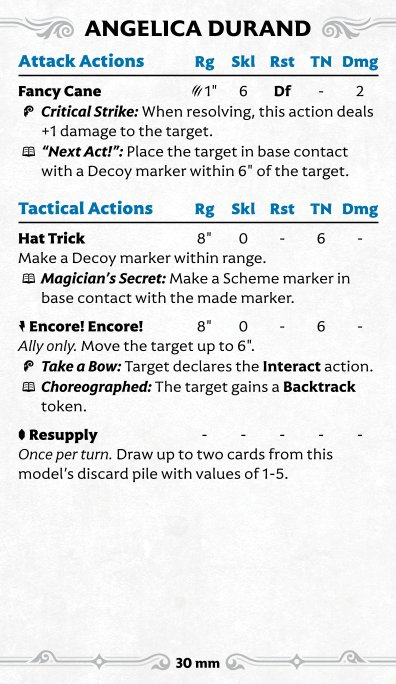 ANGELICA DURAND
Attack Actions Rg Skl Rst TN Dmg
Fancy Cane 1" 6 Df - 2
Critical Strike: When resolving, this action deals
+1 damage to the target.
“Next Act!”: Place the target in base contact
with a Decoy marker within 6" of the target.
Tactical Actions Rg Skl Rst TN Dmg
Hat Trick 8" 0 - 6 -
Make a Decoy marker within range.
Magician’s Secret: Make a Scheme marker in
base contact with the made marker.
Encore! Encore! 8" 0 - 6 -
Ally only. Move the target up to 6".
Take a Bow: Target declares the Interact action.
Choreographed: The target gains a Backtrack
token.
Resupply - - - - -
Once per turn. Draw up to two cards from this
model’s discard pile with values of 1-5.
30 mm